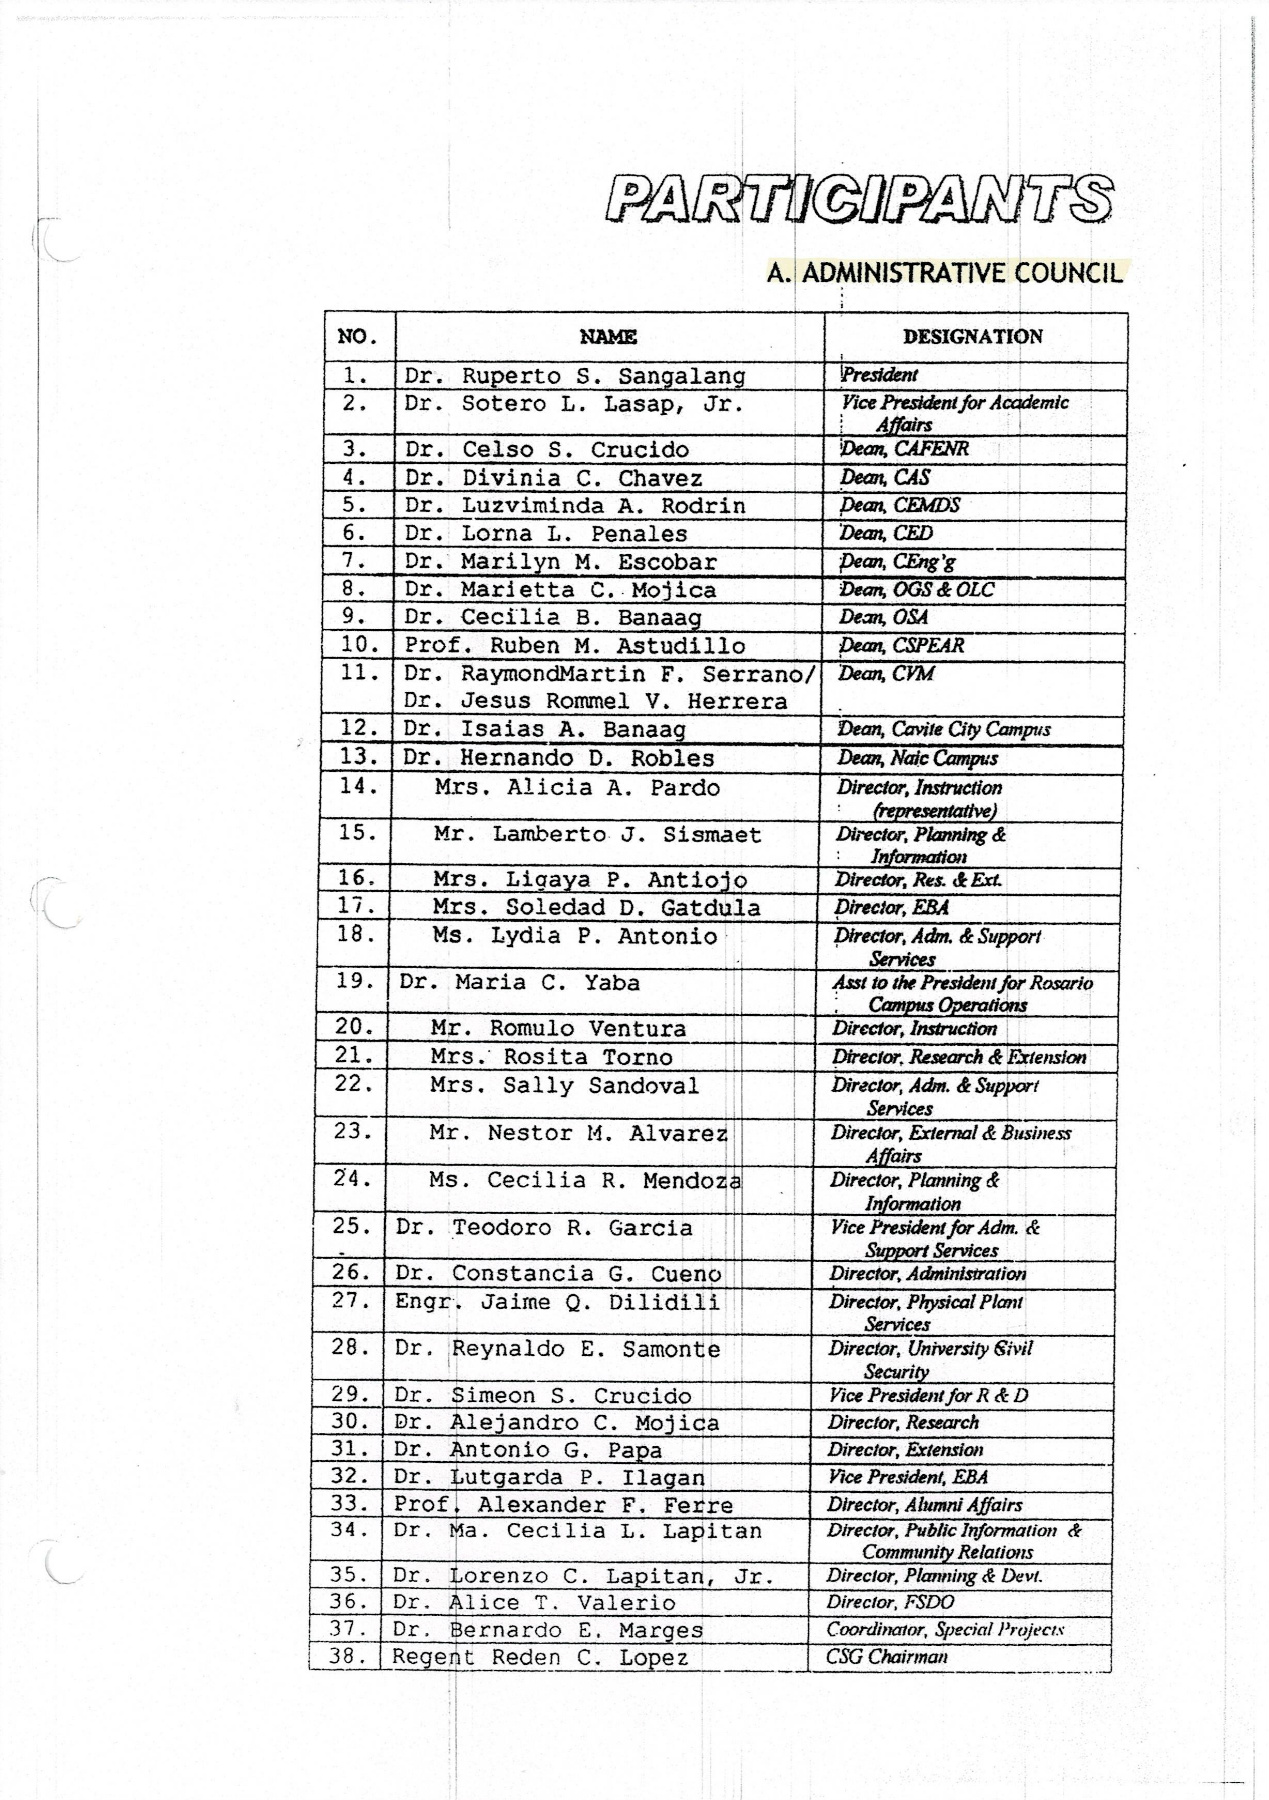 PARTICIPANTS
A. ADMINISTRATIVE COUNCIL
NO. NAME DESIGNATION
1. Dr. Ruperto S. Sangalang President
2. Dr. Sotero L. Lasap, Jr. Vice President for Academic
Affairs
3. Dr. Celso S. Crucido Dean, CAFENR
4. Dr. Divinia C. Chavez Dean, CAS
5. Dr. Luzviminda A. Rodrin Dean, CEMDS
6. Dr. Lorna L. Penales Dean, CED
7. Dr. Marilyn M. Escobar Dean, CEng'g
8. Dr. Marietta C. Mojica Dean, OGS & OLC
9. Dr. Cecilia B. Banaag Dean, OSA
10. Prof. Ruben M. Astudillo Dean, CSPEAR
11. Dr. RaymondMartin F. Serrano/ Dean, CVM
Dr. Jesus Rommel V. Herrera
12. Dr. Isaias A. Banaag Dean, Cavite City Campus
13. Dr. Hernando D. Robles Dean, Naic Campus
14. Mrs. Alicia A. Pardo Director, Instruction
(representative)
15. Mr. Lamberto J. Sismaet Director, Planning &
Information
16. Mrs. Ligaya P. Antiojo Director, Res. & Ext.
17. Mrs. Soledad D. Gatdula Director, EBA
18. Ms. Lydia P. Antonio Director, Adm. & Support
Services
19. Dr. Maria C. Yaba Asst to the President for Rosario
Campus Operations
20. Mr. Romulo Ventura Director, Instruction
21. Mrs. Rosita Torno Director, Research & Extension
22. Mrs. Sally Sandoval Director, Adm. & Support
Services
23. Mr. Nestor M. Alvarez Director, External & Business
Affairs
24. Ms. Cecilia R. Mendoza Director, Planning &
Information
25. Dr. Teodoro R. Garcia Vice President for Adm. &
Support Services
26. Dr. Constancia G. Cueno Director, Administration
27. Engr. Jaime Q. Dilidili Director, Physical Plant
Services
28. Dr. Reynaldo E. Samonte Director, University Civil
Security
29. Dr. Simeon S. Crucido Vice President for R & D
30. Dr. Alejandro C. Mojica Director, Research
31. Dr. Antonio G. Papa Director, Extension
32. Dr. Lutgarda P. Ilagan Vice President, EBA
33. Prof. Alexander F. Ferre Director, Alumni Affairs
34. Dr. Ma. Cecilia L. Lapitan Director, Public Information &
Community Relations
35. Dr. Lorenzo C. Lapitan, Jr. Director, Planning & Devt.
36. Dr. Alice T. Valerio Director, FSDO
37. Dr. Bernardo E. Marges Coordinator, Special Projects
38. Regent Reden C. Lopez CSG Chairman